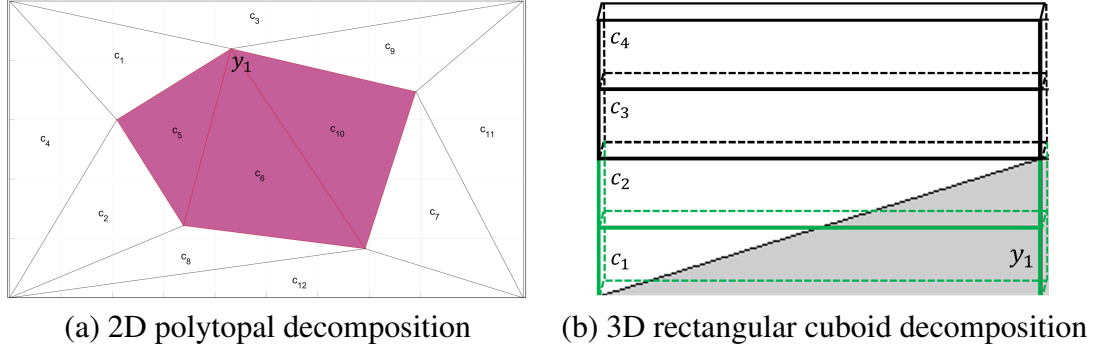 c₃
c₁
c₉
y₁
c₅
c₁₀
c₁₁
c₄
c₆
c₂
c₇
c₈
c₁₂
(a) 2D polytopal decomposition
c₄
c₃
c₂
c₁
y₁
(b) 3D rectangular cuboid decomposition